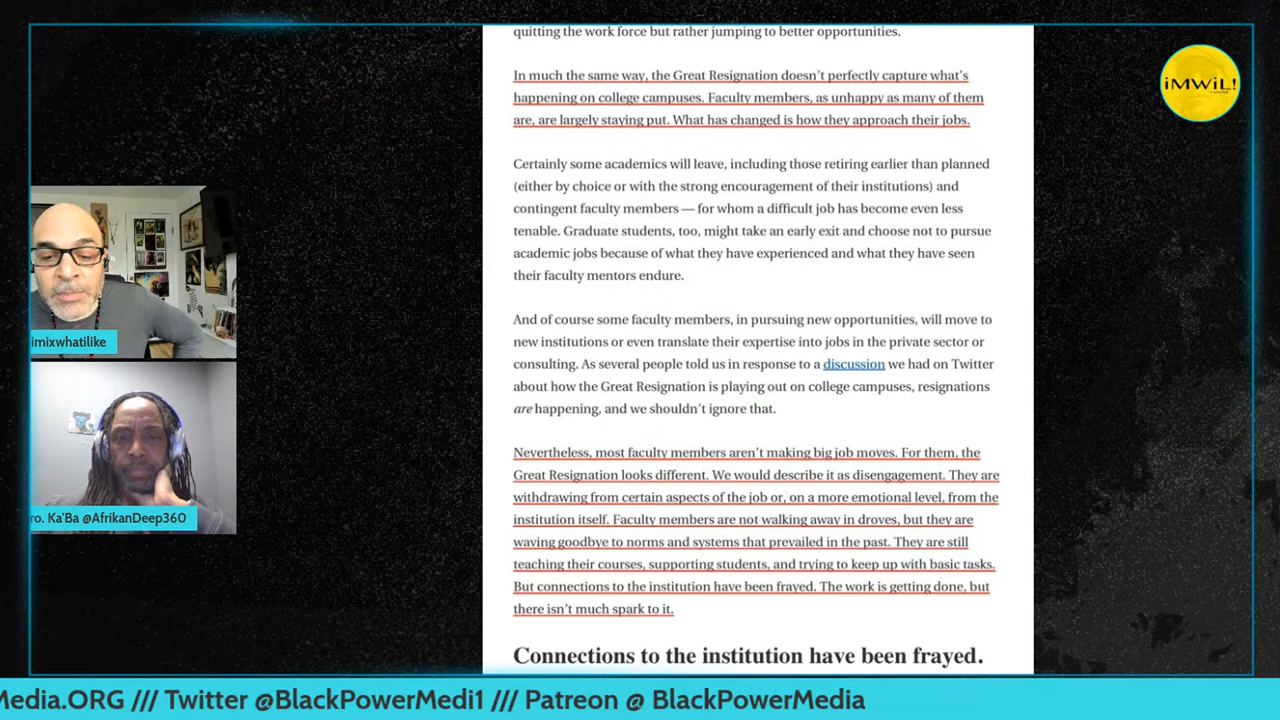 quitting the work force but rather jumping to better opportunities.
In much the same way, the Great Resignation doesn't perfectly capture what's
happening on college campuses. Faculty members, as unhappy as many of them
are, are largely staying put. What has changed is how they approach their jobs.
Certainly some academics will leave, including those retiring earlier than planned
(either by choice or with the strong encouragement of their institutions) and
contingent faculty members — for whom a difficult job has become even less
tenable. Graduate students, too, might take an early exit and choose not to pursue
academic jobs because of what they have experienced and what they have seen
their faculty mentors endure.
And of course some faculty members, in pursuing new opportunities, will move to
new institutions or even translate their expertise into jobs in the private sector or
consulting. As several people told us in response to a discussion we had on Twitter
about how the Great Resignation is playing out on college campuses, resignations
are happening, and we shouldn't ignore that.
Nevertheless, most faculty members aren't making big job moves. For them, the
Great Resignation looks different. We would describe it as disengagement. They are
withdrawing from certain aspects of the job or, on a more emotional level, from the
institution itself. Faculty members are not walking away in droves, but they are
waving goodbye to norms and systems that prevailed in the past. They are still
teaching their courses, supporting students, and trying to keep up with basic tasks.
But connections to the institution have been frayed. The work is getting done, but
there isn't much spark to it.
Connections to the institution have been frayed.
iMWiL!
imixwhatilike
ro. Ka'Ba @AfrikanDeep360
Media.ORG /// Twitter @BlackPowerMedi1 /// Patreon @ BlackPowerMedia